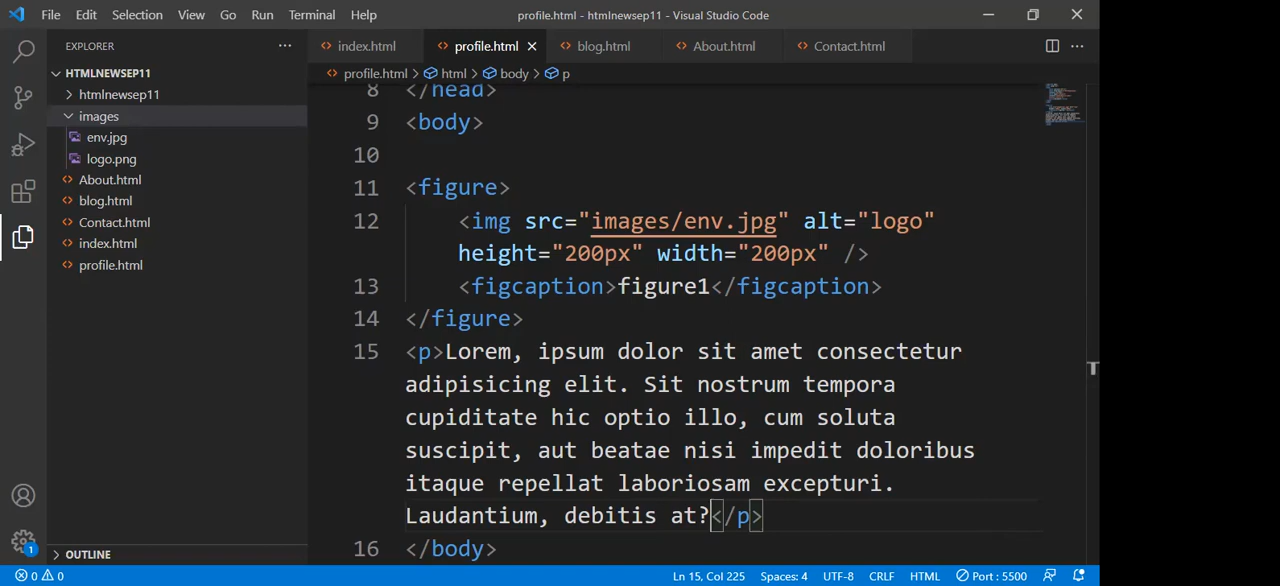 File Edit Selection View Go Run Terminal Help
profile.html - htmlnewsep11 - Visual Studio Code
EXPLORER
HTMLNEWSEP11
htmlnewsep11
images
env.jpg
logo.png
About.html
blog.html
Contact.html
index.html
profile.html
OUTLINE
index.html profile.html blog.html About.html Contact.html
profile.html > html > body > p
8 </head>
9 <body>
10
11 <figure>
12 <img src="images/env.jpg" alt="logo"
height="200px" width="200px" />
13 <figcaption>figure1</figcaption>
14 </figure>
15 <p>Lorem, ipsum dolor sit amet consectetur
adipisicing elit. Sit nostrum tempora
cupiditate hic optio illo, cum soluta
suscipit, aut beatae nisi impedit doloribus
itaque repellat laboriosam excepturi.
Laudantium, debitis at?</p>
16 </body>
1
0 0 Ln 15, Col 225 Spaces: 4 UTF-8 CRLF HTML Port : 5500